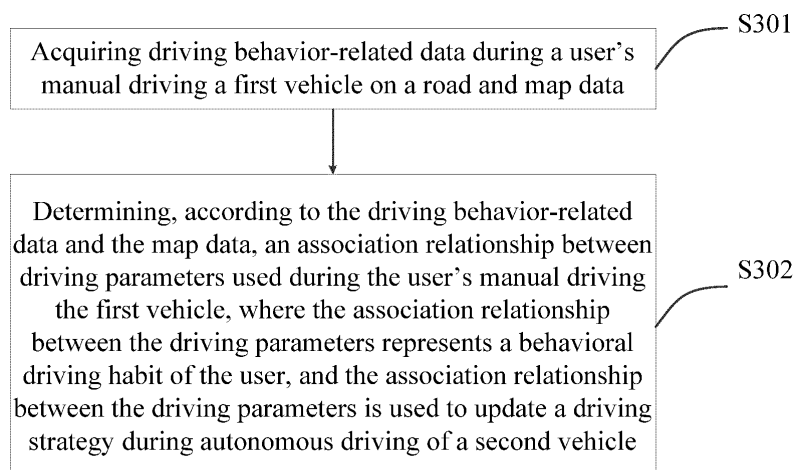 S301
Acquiring driving behavior-related data during a user's
manual driving a first vehicle on a road and map data
S302
Determining, according to the driving behavior-related
data and the map data, an association relationship between
driving parameters used during the user's manual driving
the first vehicle, where the association relationship
between the driving parameters represents a behavioral
driving habit of the user, and the association relationship
between the driving parameters is used to update a driving
strategy during autonomous driving of a second vehicle